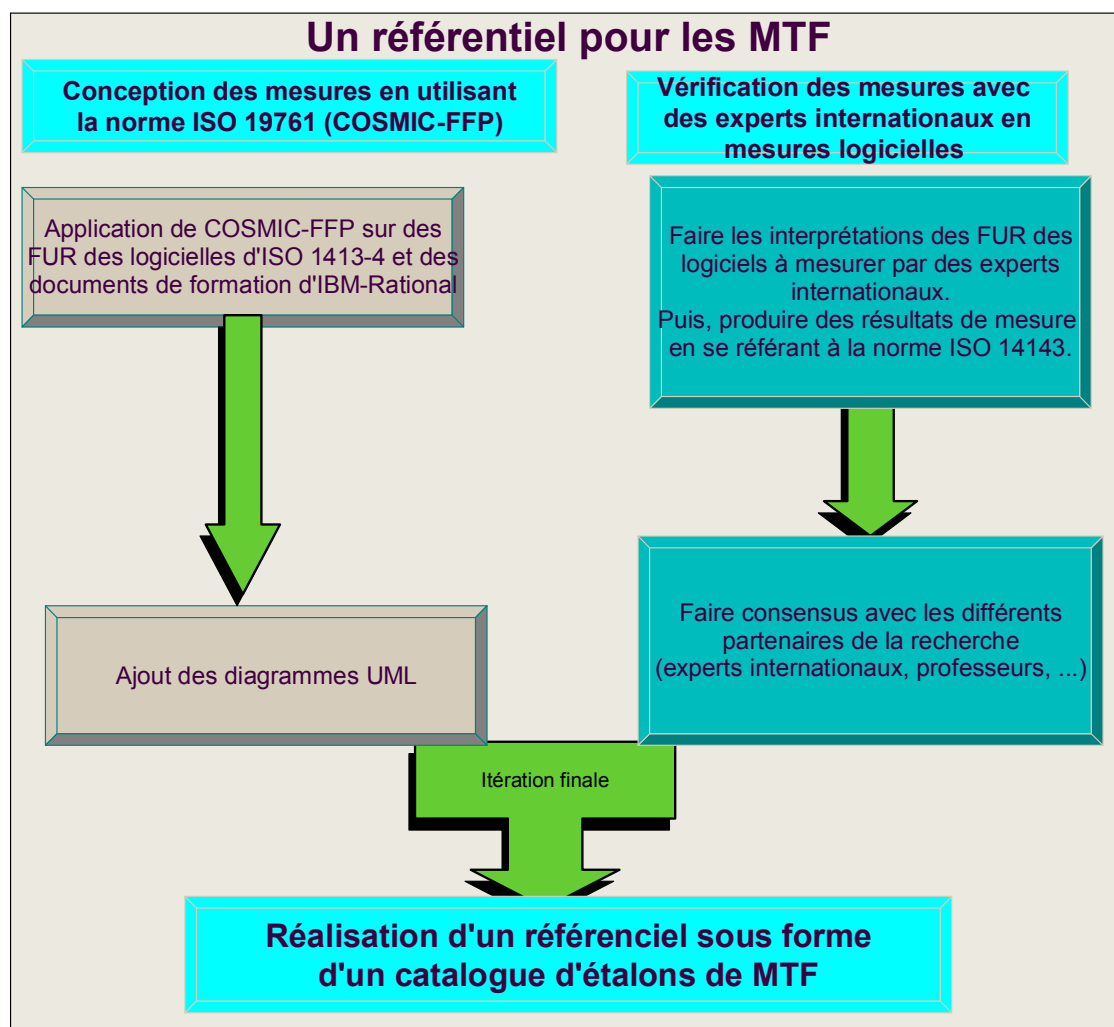 Un référentiel pour les MTF
Conception des mesures en utilisant
la norme ISO 19761 (COSMIC-FFP)
Vérification des mesures avec
des experts internationaux en
mesures logicielles
Application de COSMIC-FFP sur des
FUR des logicielles d'ISO 1413-4 et des
documents de formation d'IBM-Rational
Faire les interprétations des FUR des
logiciels à mesurer par des experts
internationaux.
Puis, produire des résultats de mesure
en se référant à la norme ISO 14143.
Ajout des diagrammes UML
Faire consensus avec les différents
partenaires de la recherche
(experts internationaux, professeurs, ...)
Itération finale
Réalisation d'un référenciel sous forme
d'un catalogue d'étalons de MTF